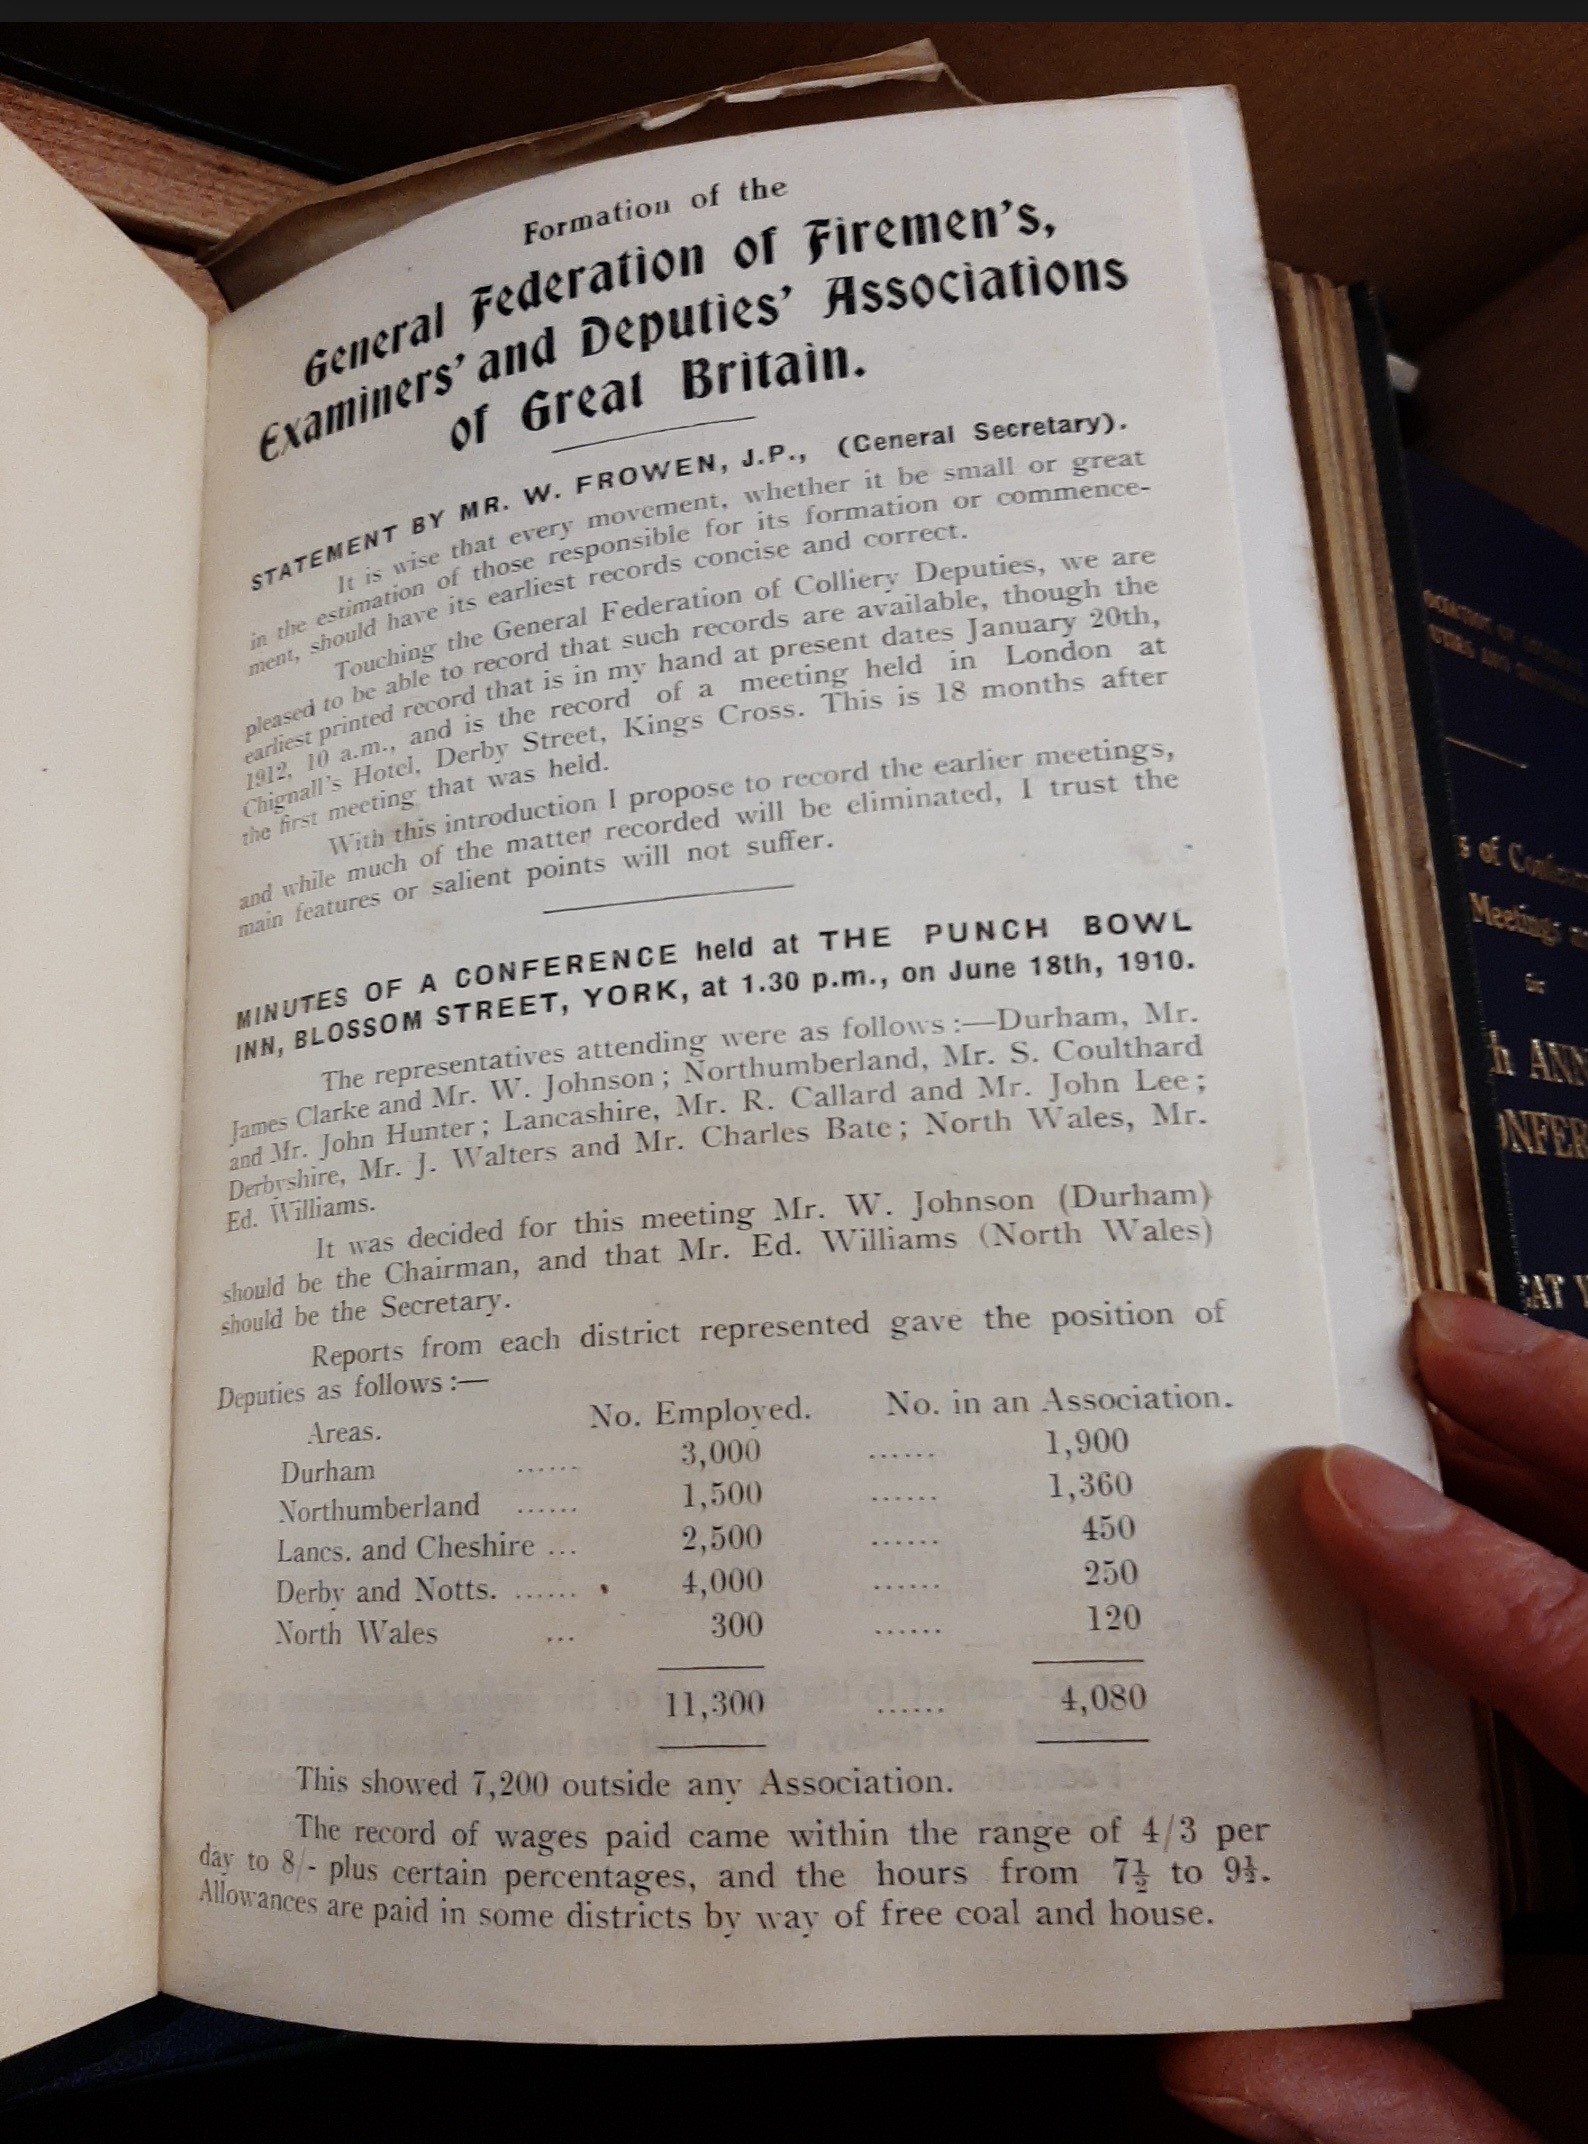 Formation of the
General Federation of Firemen's,
Examiners' and Deputies' Associations
of Great Britain.
STATEMENT BY MR. W. FROWEN, J.P., (General Secretary).
It is wise that every movement, whether it be small or great
in the estimation of those responsible for its formation or commence-
ment, should have its earliest records concise and correct.
Touching the General Federation of Colliery Deputies, we are
pleased to be able to record that such records are available, though the
earliest printed record that is in my hand at present dates January 20th,
1912, 10 a.m., and is the record of a meeting held in London at
Chignall's Hotel, Derby Street, Kings Cross. This is 18 months after
the first meeting that was held.
With this introduction I propose to record the earlier meetings,
and while much of the matter recorded will be eliminated, I trust the
main features or salient points will not suffer.
MINUTES OF A CONFERENCE held at THE PUNCH BOWL
INN, BLOSSOM STREET, YORK, at 1.30 p.m., on June 18th, 1910.
The representatives attending were as follows :—Durham, Mr.
James Clarke and Mr. W. Johnson ; Northumberland, Mr. S. Coulthard
and Mr. John Hunter ; Lancashire, Mr. R. Callard and Mr. John Lee ;
Derbyshire, Mr. J. Walters and Mr. Charles Bate ; North Wales, Mr.
Ed. Williams.
It was decided for this meeting Mr. W. Johnson (Durham)
should be the Chairman, and that Mr. Ed. Williams (North Wales)
should be the Secretary.
Reports from each district represented gave the position of
Deputies as follows :—
Areas. No. Employed. No. in an Association.
Durham ...... 3,000 ...... 1,900
Northumberland ...... 1,500 ...... 1,360
Lancs. and Cheshire ... 2,500 ...... 450
Derby and Notts. ...... 4,000 ...... 250
North Wales ... 300 ...... 120
11,300 ...... 4,080
This showed 7,200 outside any Association.
The record of wages paid came within the range of 4/3 per
day to 8/- plus certain percentages, and the hours from 7½ to 9½.
Allowances are paid in some districts by way of free coal and house.
of
Meetings